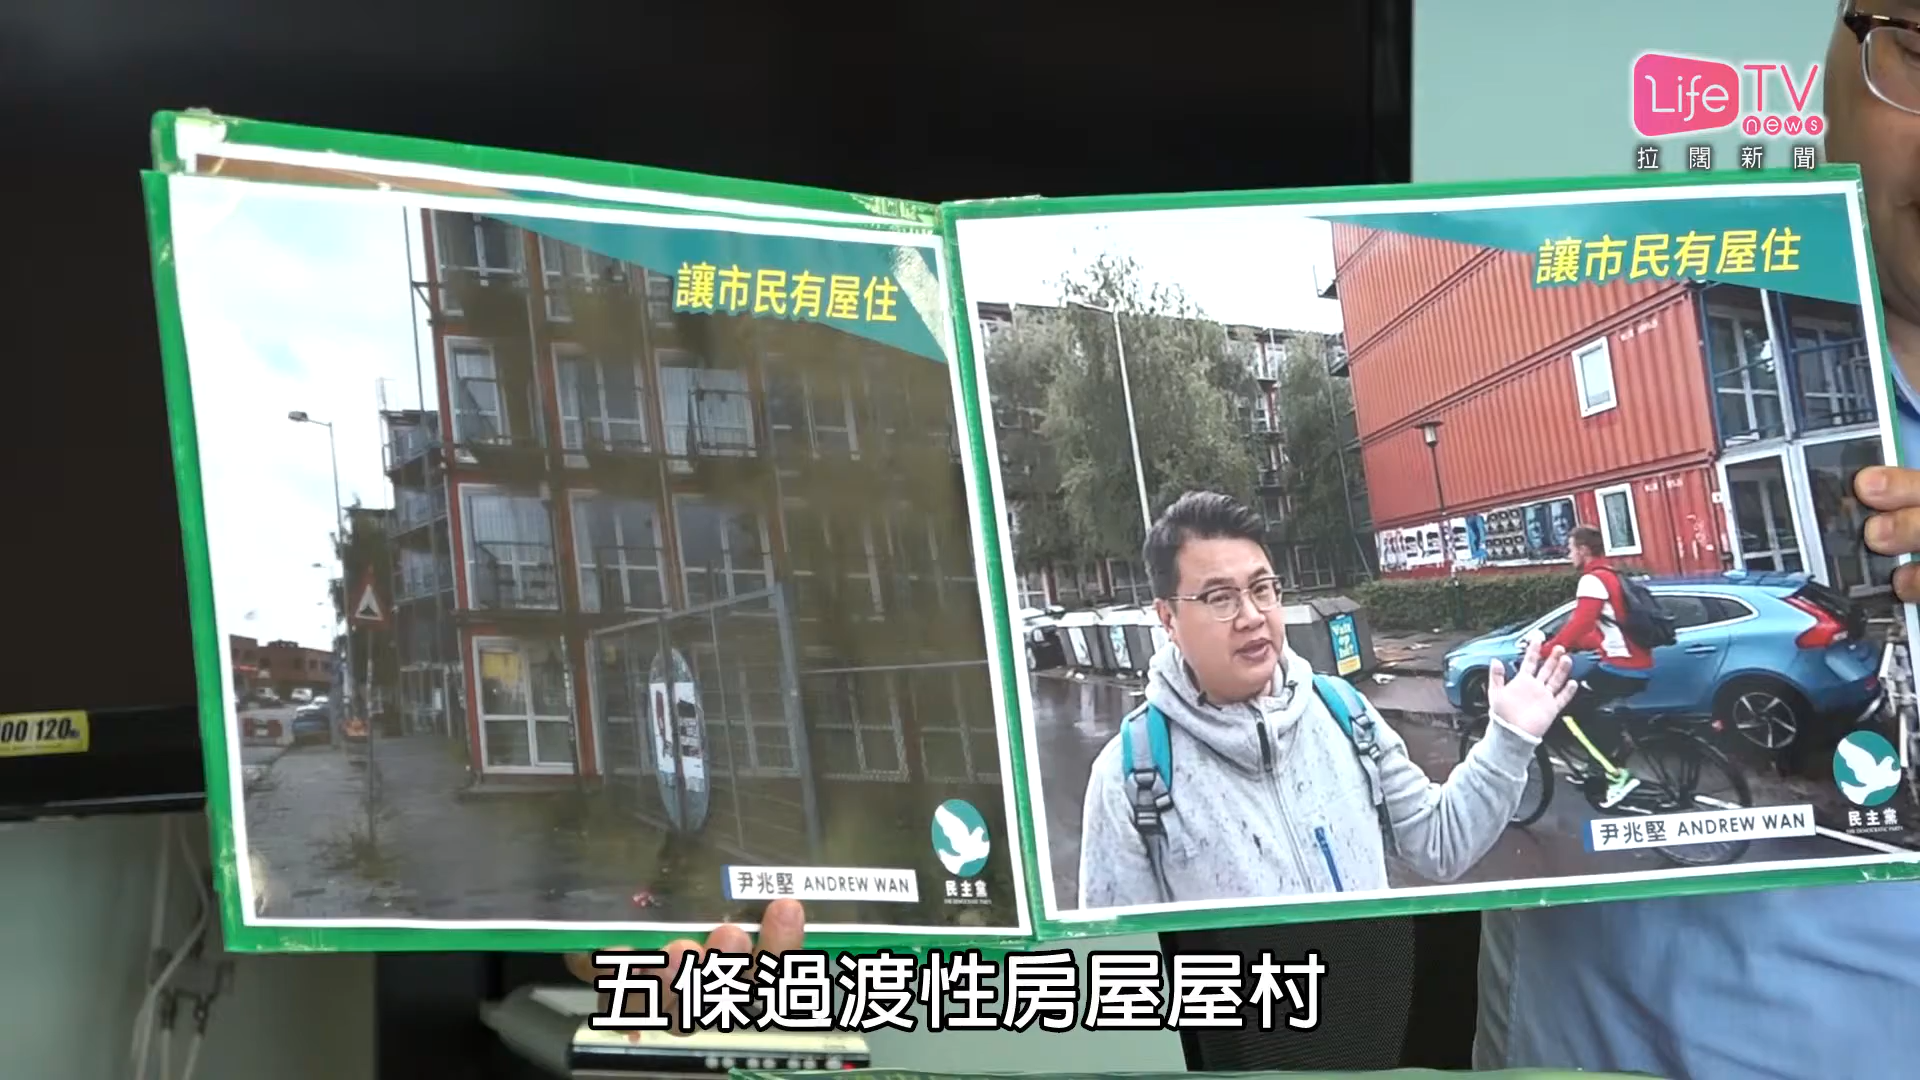 Life TV
news
拉闊新聞
讓市民有屋住
讓市民有屋住
00/120
尹兆堅 ANDREW WAN
民主黨
尹兆堅 ANDREW WAN
民主黨
五條過渡性房屋屋村